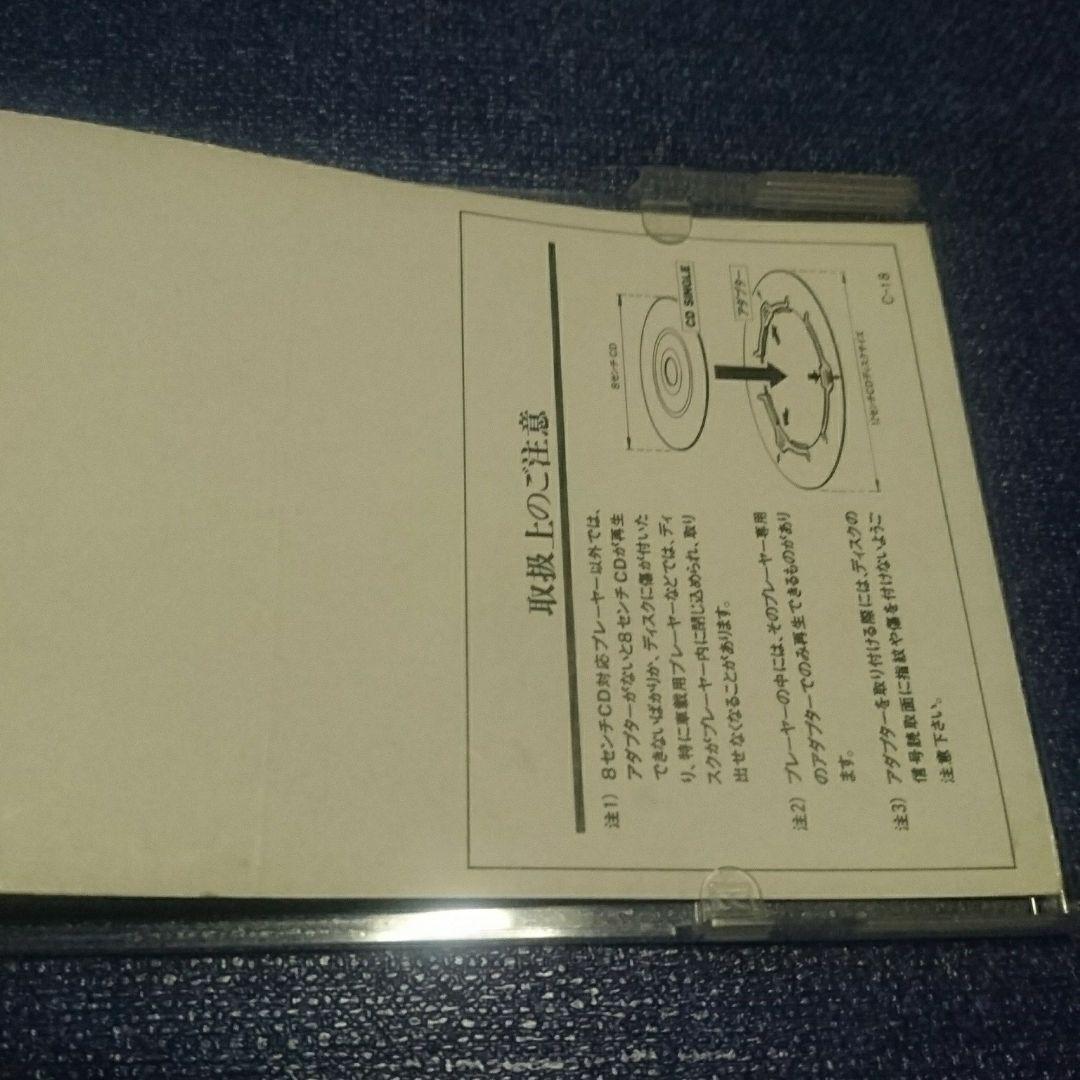 取扱上のご注意
注1) 8センチCD対応プレーヤー以外では、
アダプターがないと8センチCDが再生
できないばかりか、ディスクに傷が付いた
り、特に車載用プレーヤーなどでは、ディ
スクがプレーヤー内に閉じ込められ、取り
出せなくなることがあります。
注2) プレーヤーの中には、そのプレーヤー専用
のアダプターでのみ再生できるものがあり
ます。
注3) アダプターを取り付ける際には、ディスクの
信号読取面に指紋や傷を付けないようご
注意下さい。
8センチCD
CD SINGLE
アダプター
12センチCDディスクサイズ
C-18